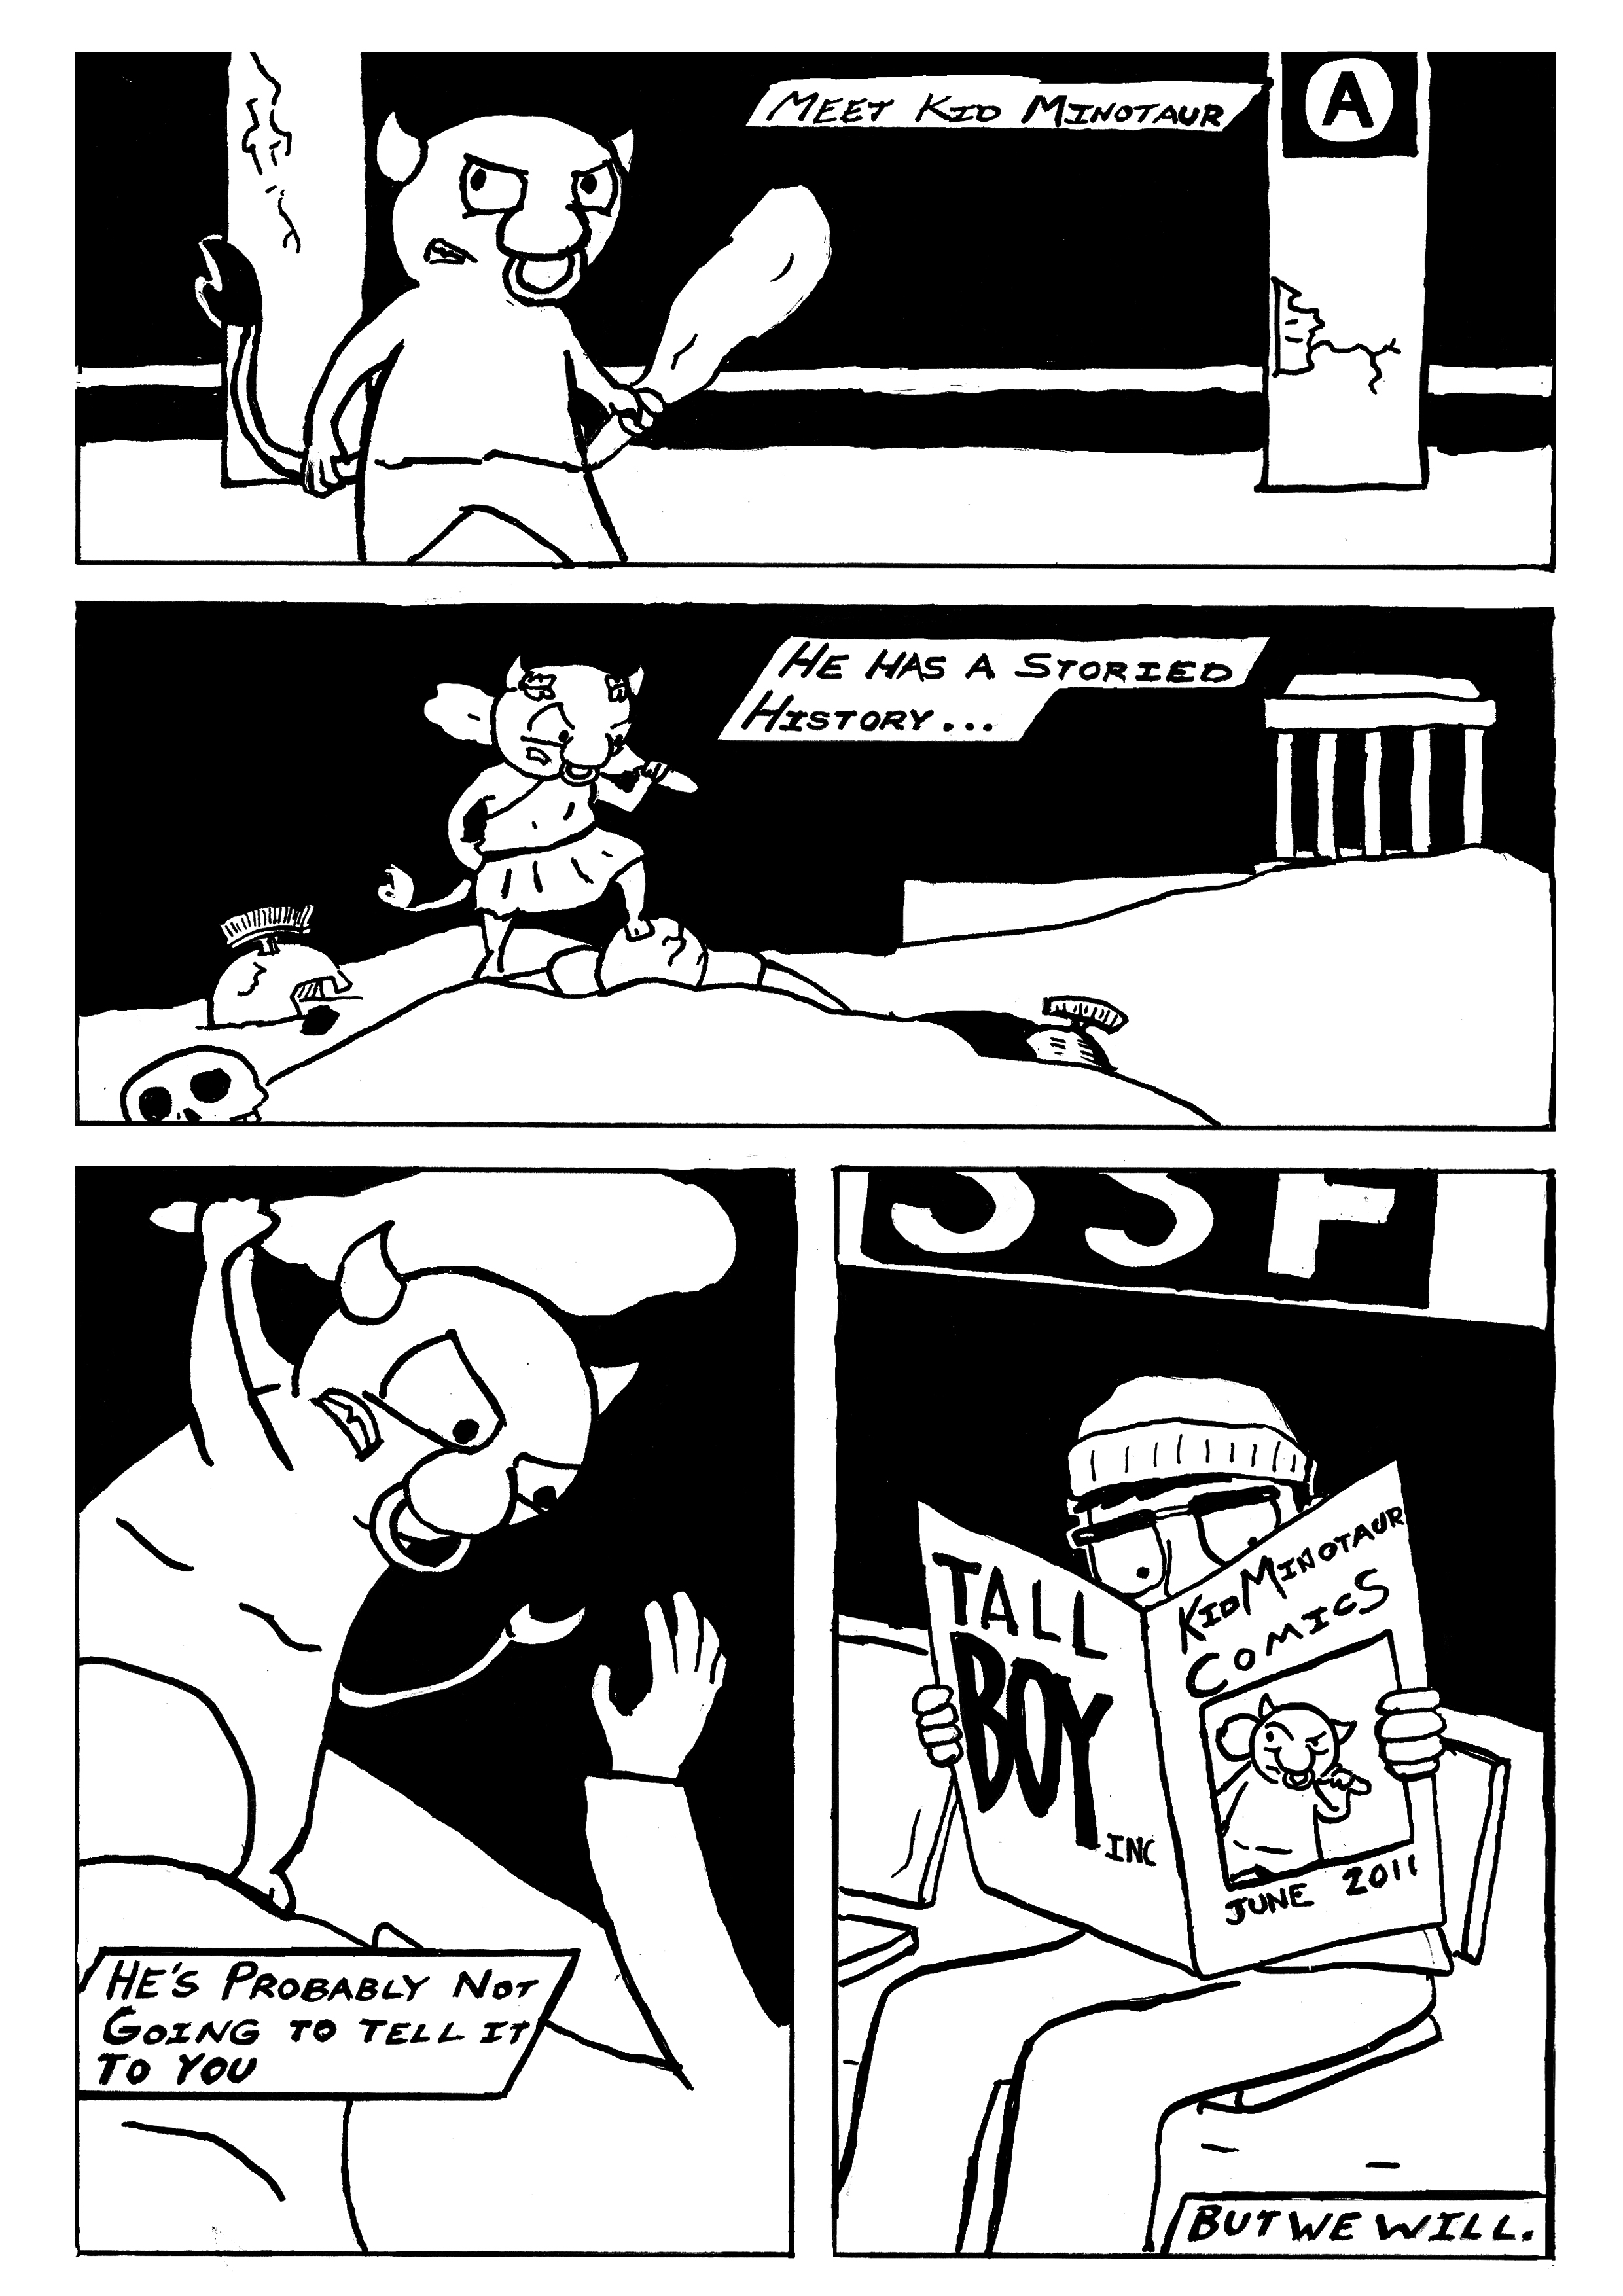 MEET KID MINOTAUR
A
HE HAS A STORIED
HISTORY...
HE'S PROBABLY NOT
GOING TO TELL IT
TO YOU
TALL
BOY
INC
KID MINOTAUR
COMICS
JUNE 2011
BUT WE WILL.